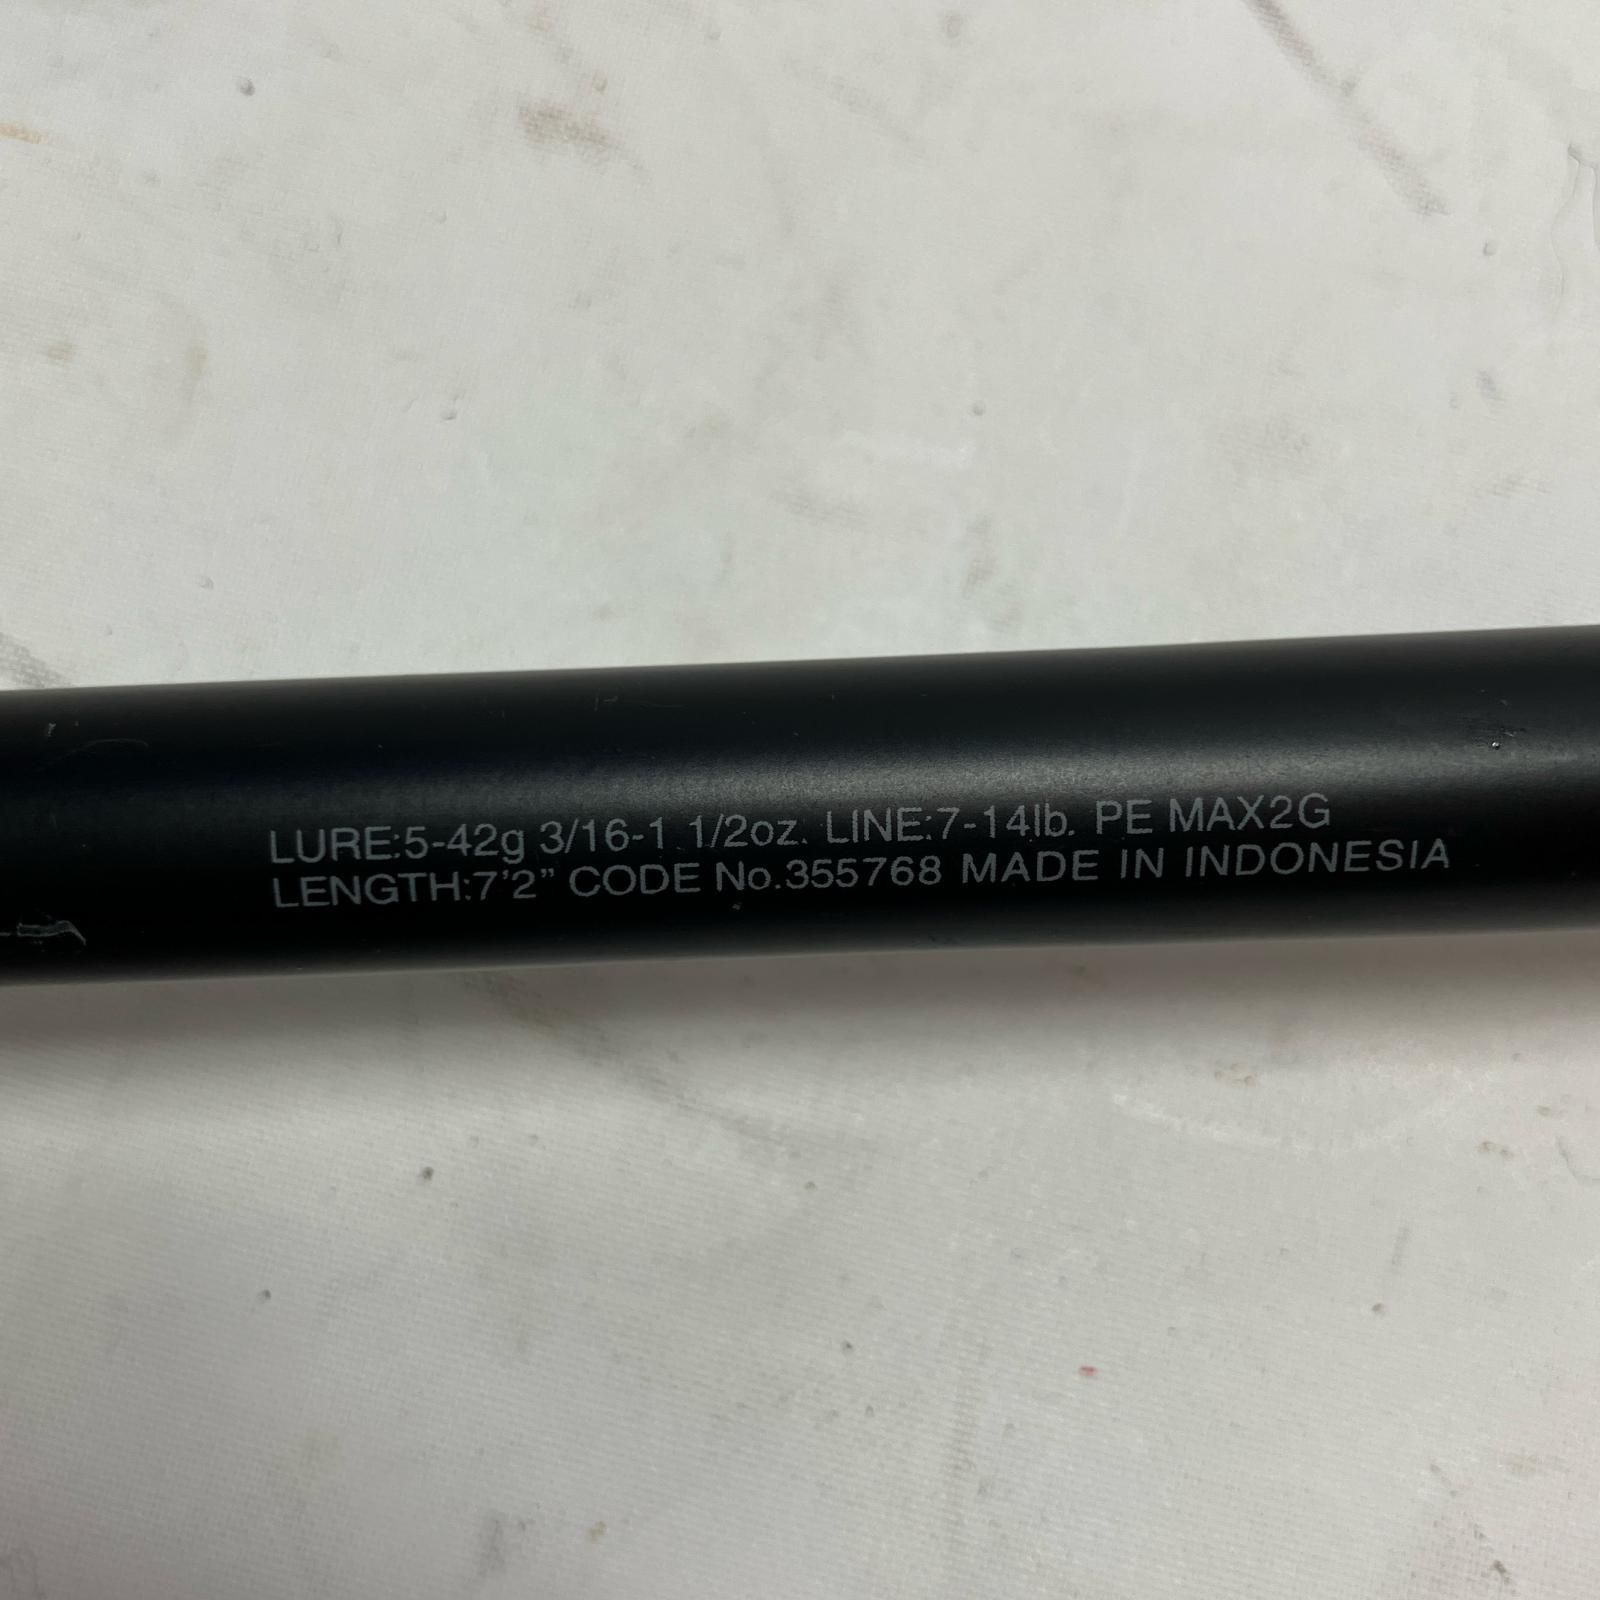 LURE:5-42g 3/16-1 1/2oz. LINE:7-14lb. PE MAX2G
LENGTH:7'2" CODE No.355768 MADE IN INDONESIA